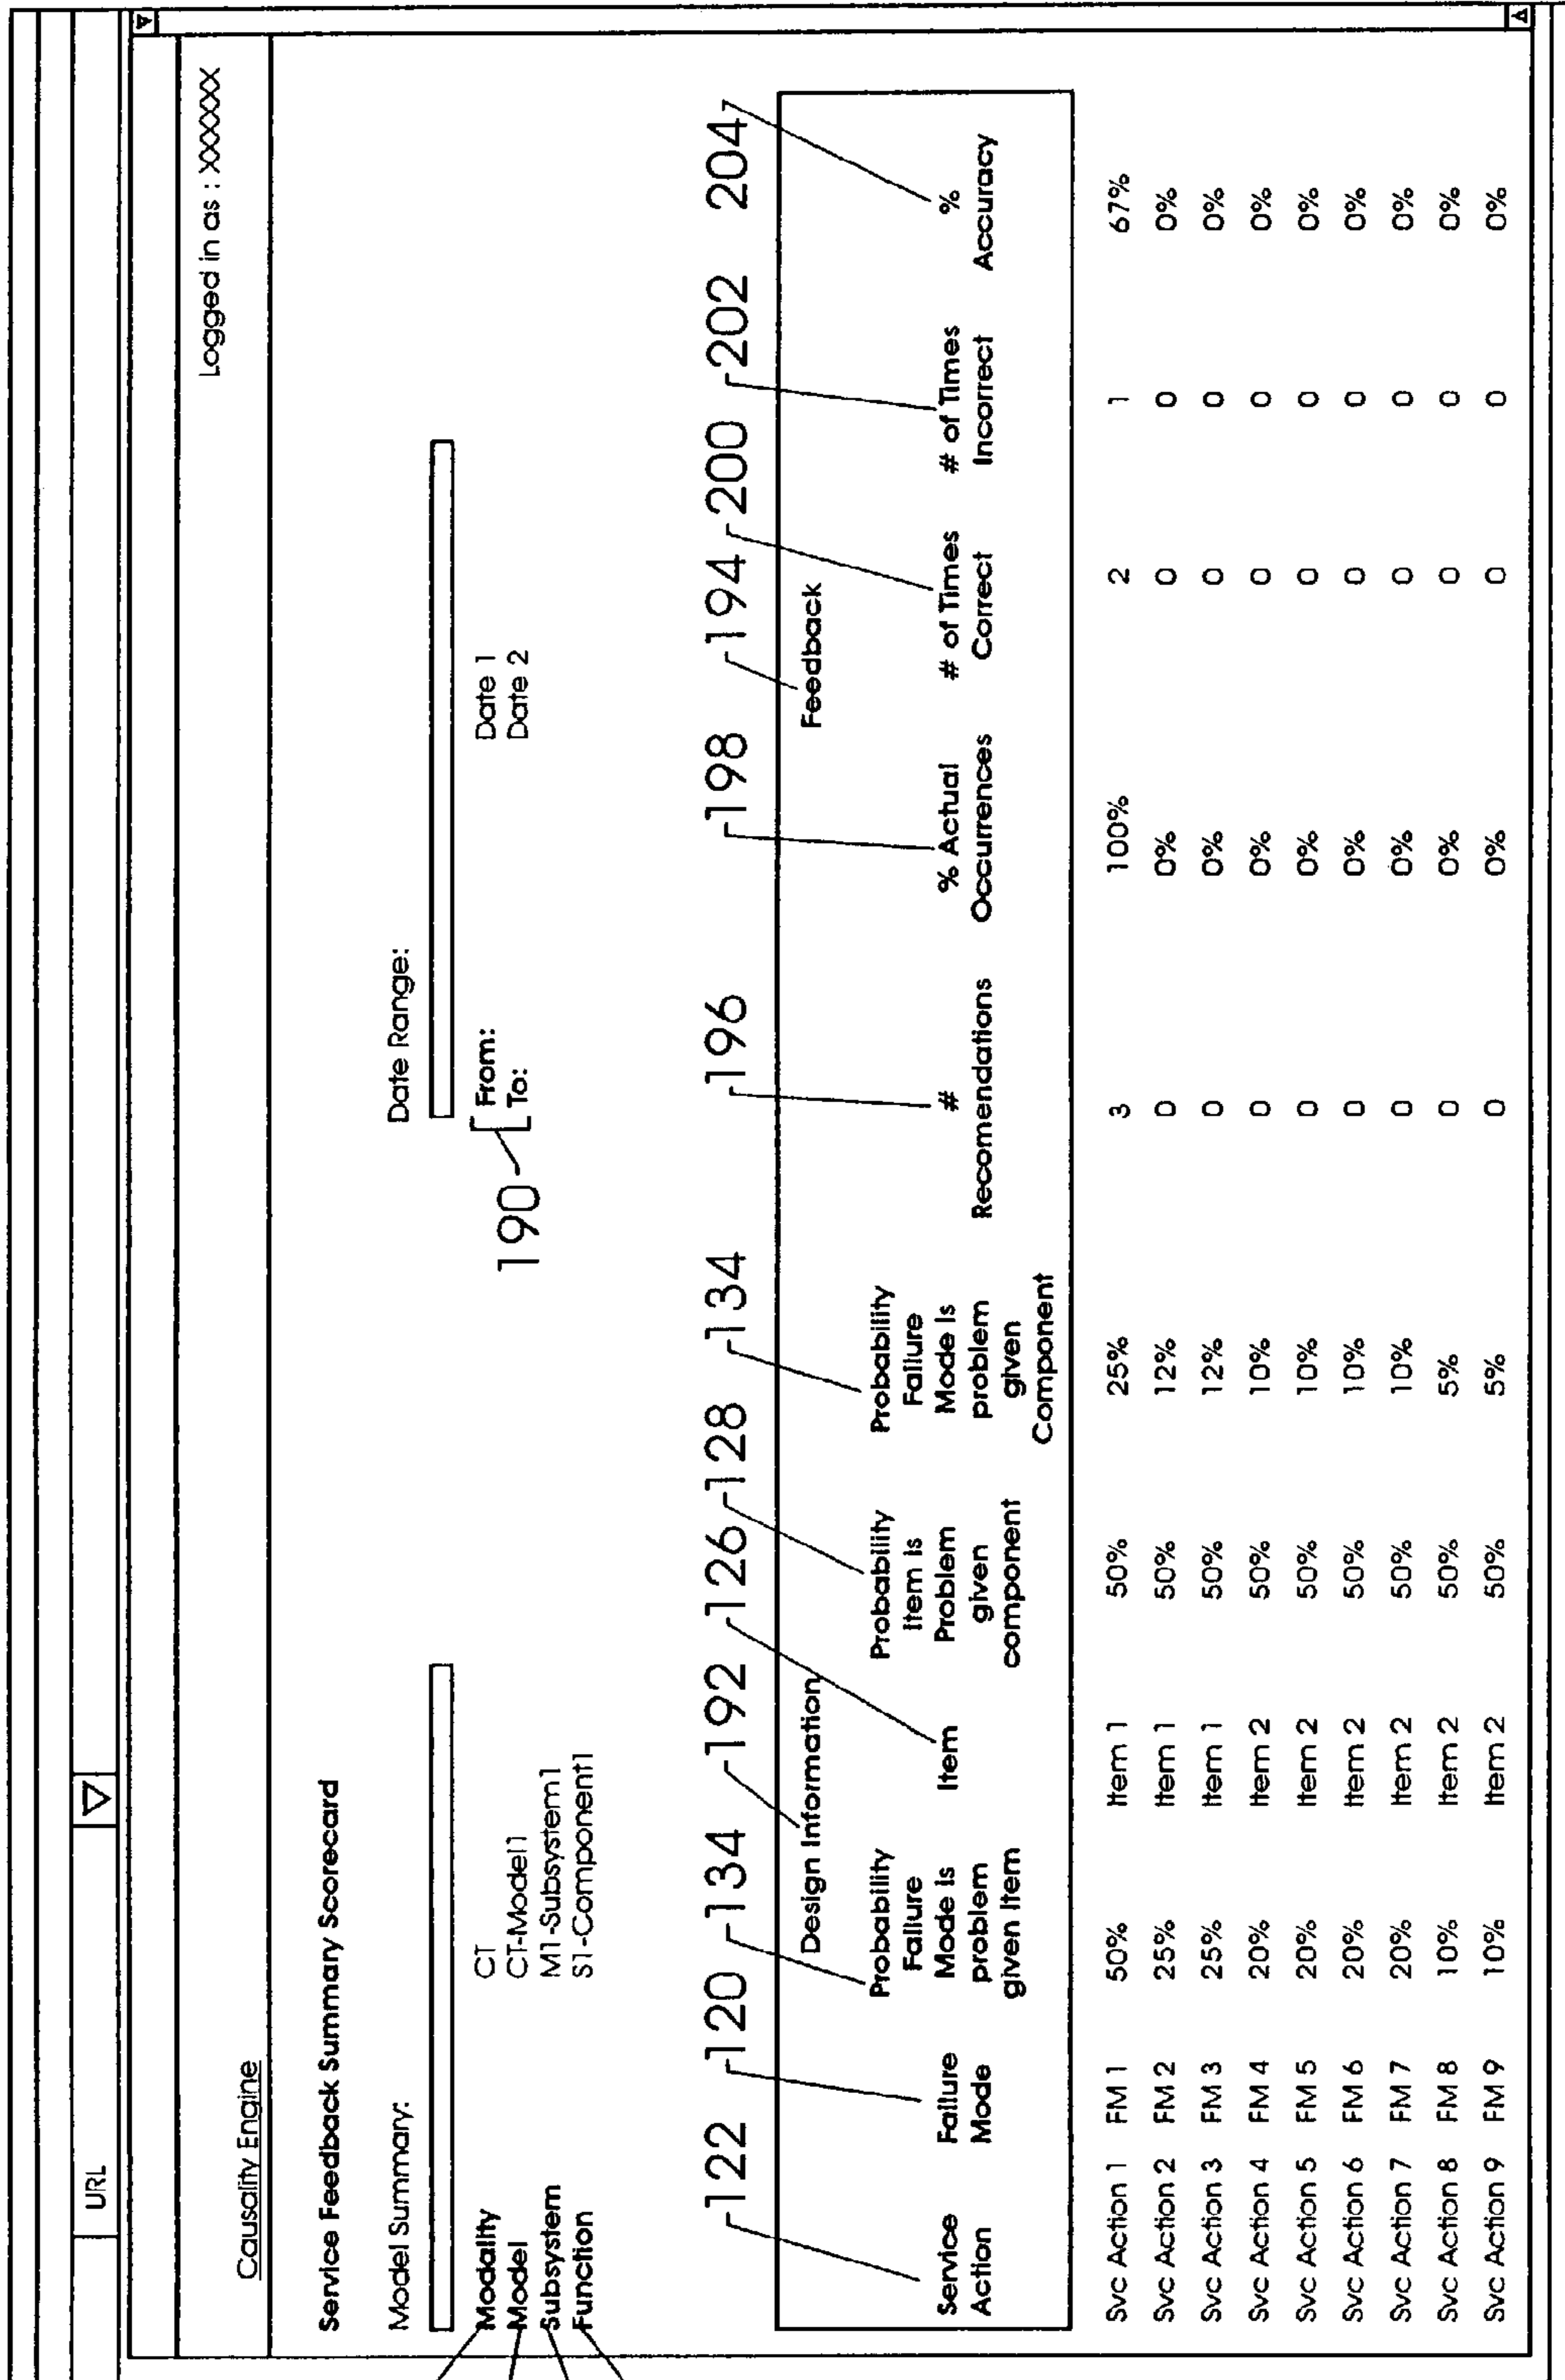 URL
Causality Engine
Logged in as : XXXXXX
Service Feedback Summary Scorecard
Model Summary:
Date Range:
Modality CT
Model CT-Model1
Subsystem M1-Subsystem1
Function S1-Component1
190
From: Date 1
To: Date 2
122 120 134 192 126 128 134 196 198 194 200 202 204
Design Information Feedback
Service Action
Failure Mode
Probability Failure Mode is problem given Item
Item
Probability Item is Problem given component
Probability Failure Mode is problem given Component
# Recomendations
% Actual Occurrences
# of Times Correct
# of Times Incorrect
% Accuracy
Svc Action 1 FM 1 50% Item 1 50% 25% 3 100% 2 1 67%
Svc Action 2 FM 2 25% Item 1 50% 12% 0 0% 0 0 0%
Svc Action 3 FM 3 25% Item 1 50% 12% 0 0% 0 0 0%
Svc Action 4 FM 4 20% Item 2 50% 10% 0 0% 0 0 0%
Svc Action 5 FM 5 20% Item 2 50% 10% 0 0% 0 0 0%
Svc Action 6 FM 6 20% Item 2 50% 10% 0 0% 0 0 0%
Svc Action 7 FM 7 20% Item 2 50% 10% 0 0% 0 0 0%
Svc Action 8 FM 8 10% Item 2 50% 5% 0 0% 0 0 0%
Svc Action 9 FM 9 10% Item 2 50% 5% 0 0% 0 0 0%